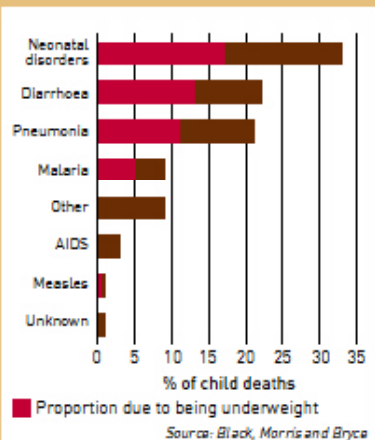 Neonatal
disorders
Diarrhoea
Pneumonia
Malaria
Other
AIDS
Measles
Unknown
0 5 10 15 20 25 30 35
% of child deaths
Proportion due to being underweight
Source: Black, Morris and Bryce